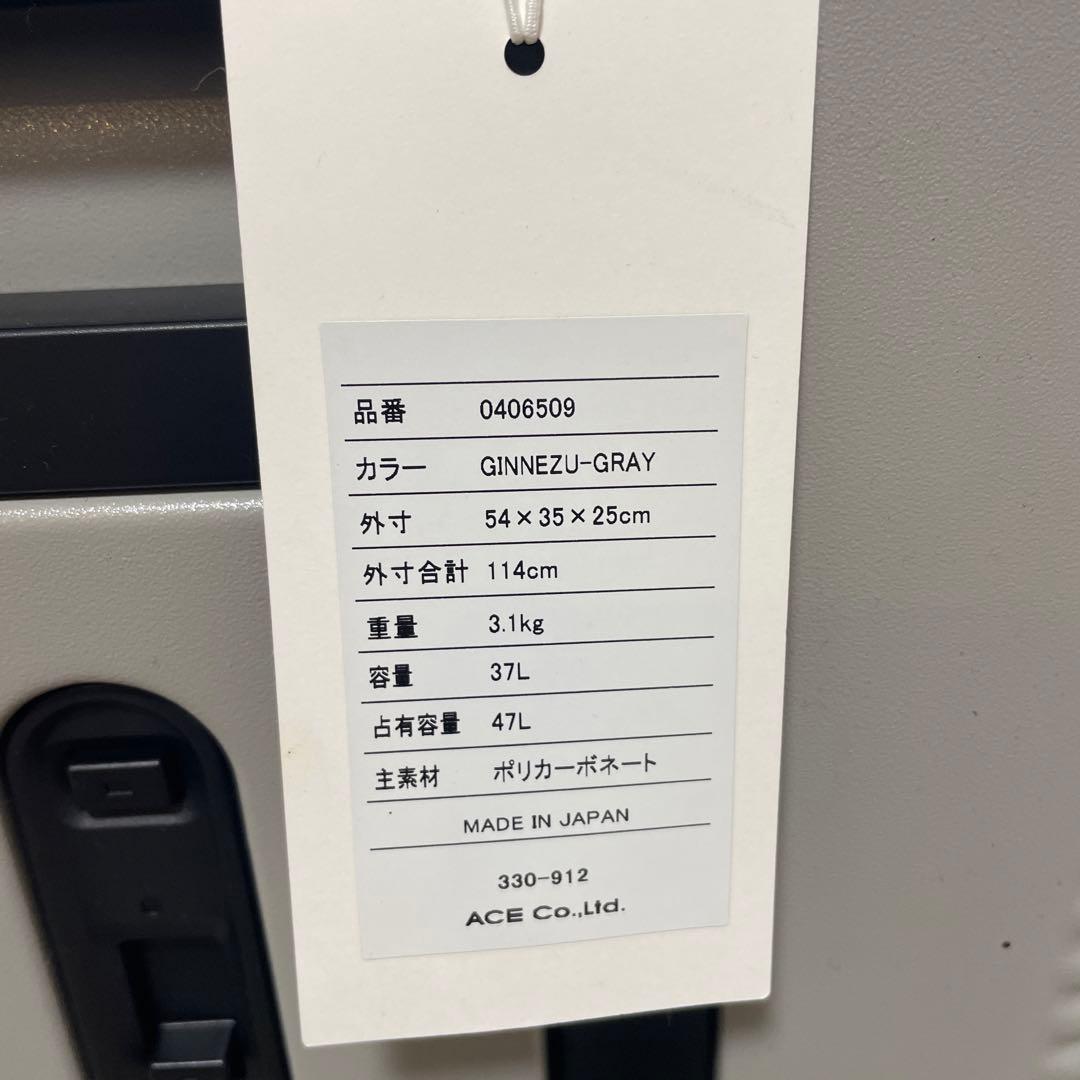 品番 0406509
カラー GINNEZU-GRAY
外寸 54×35×25cm
外寸合計 114cm
重量 3.1kg
容量 37L
占有容量 47L
主素材 ポリカーボネート
MADE IN JAPAN
330-912
ACE Co.,Ltd.